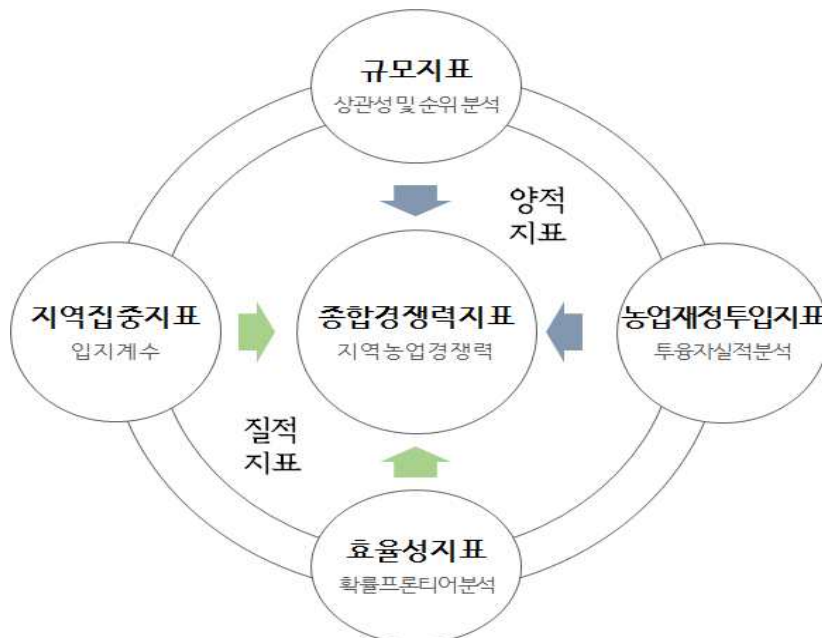 규모지표
상관성 및 순위 분석
양적
지표
지역집중지표
입지계수
종합경쟁력지표
지역농업경쟁력
농업재정투입지표
투융자실적분석
질적
지표
효율성지표
확률프론티어분석